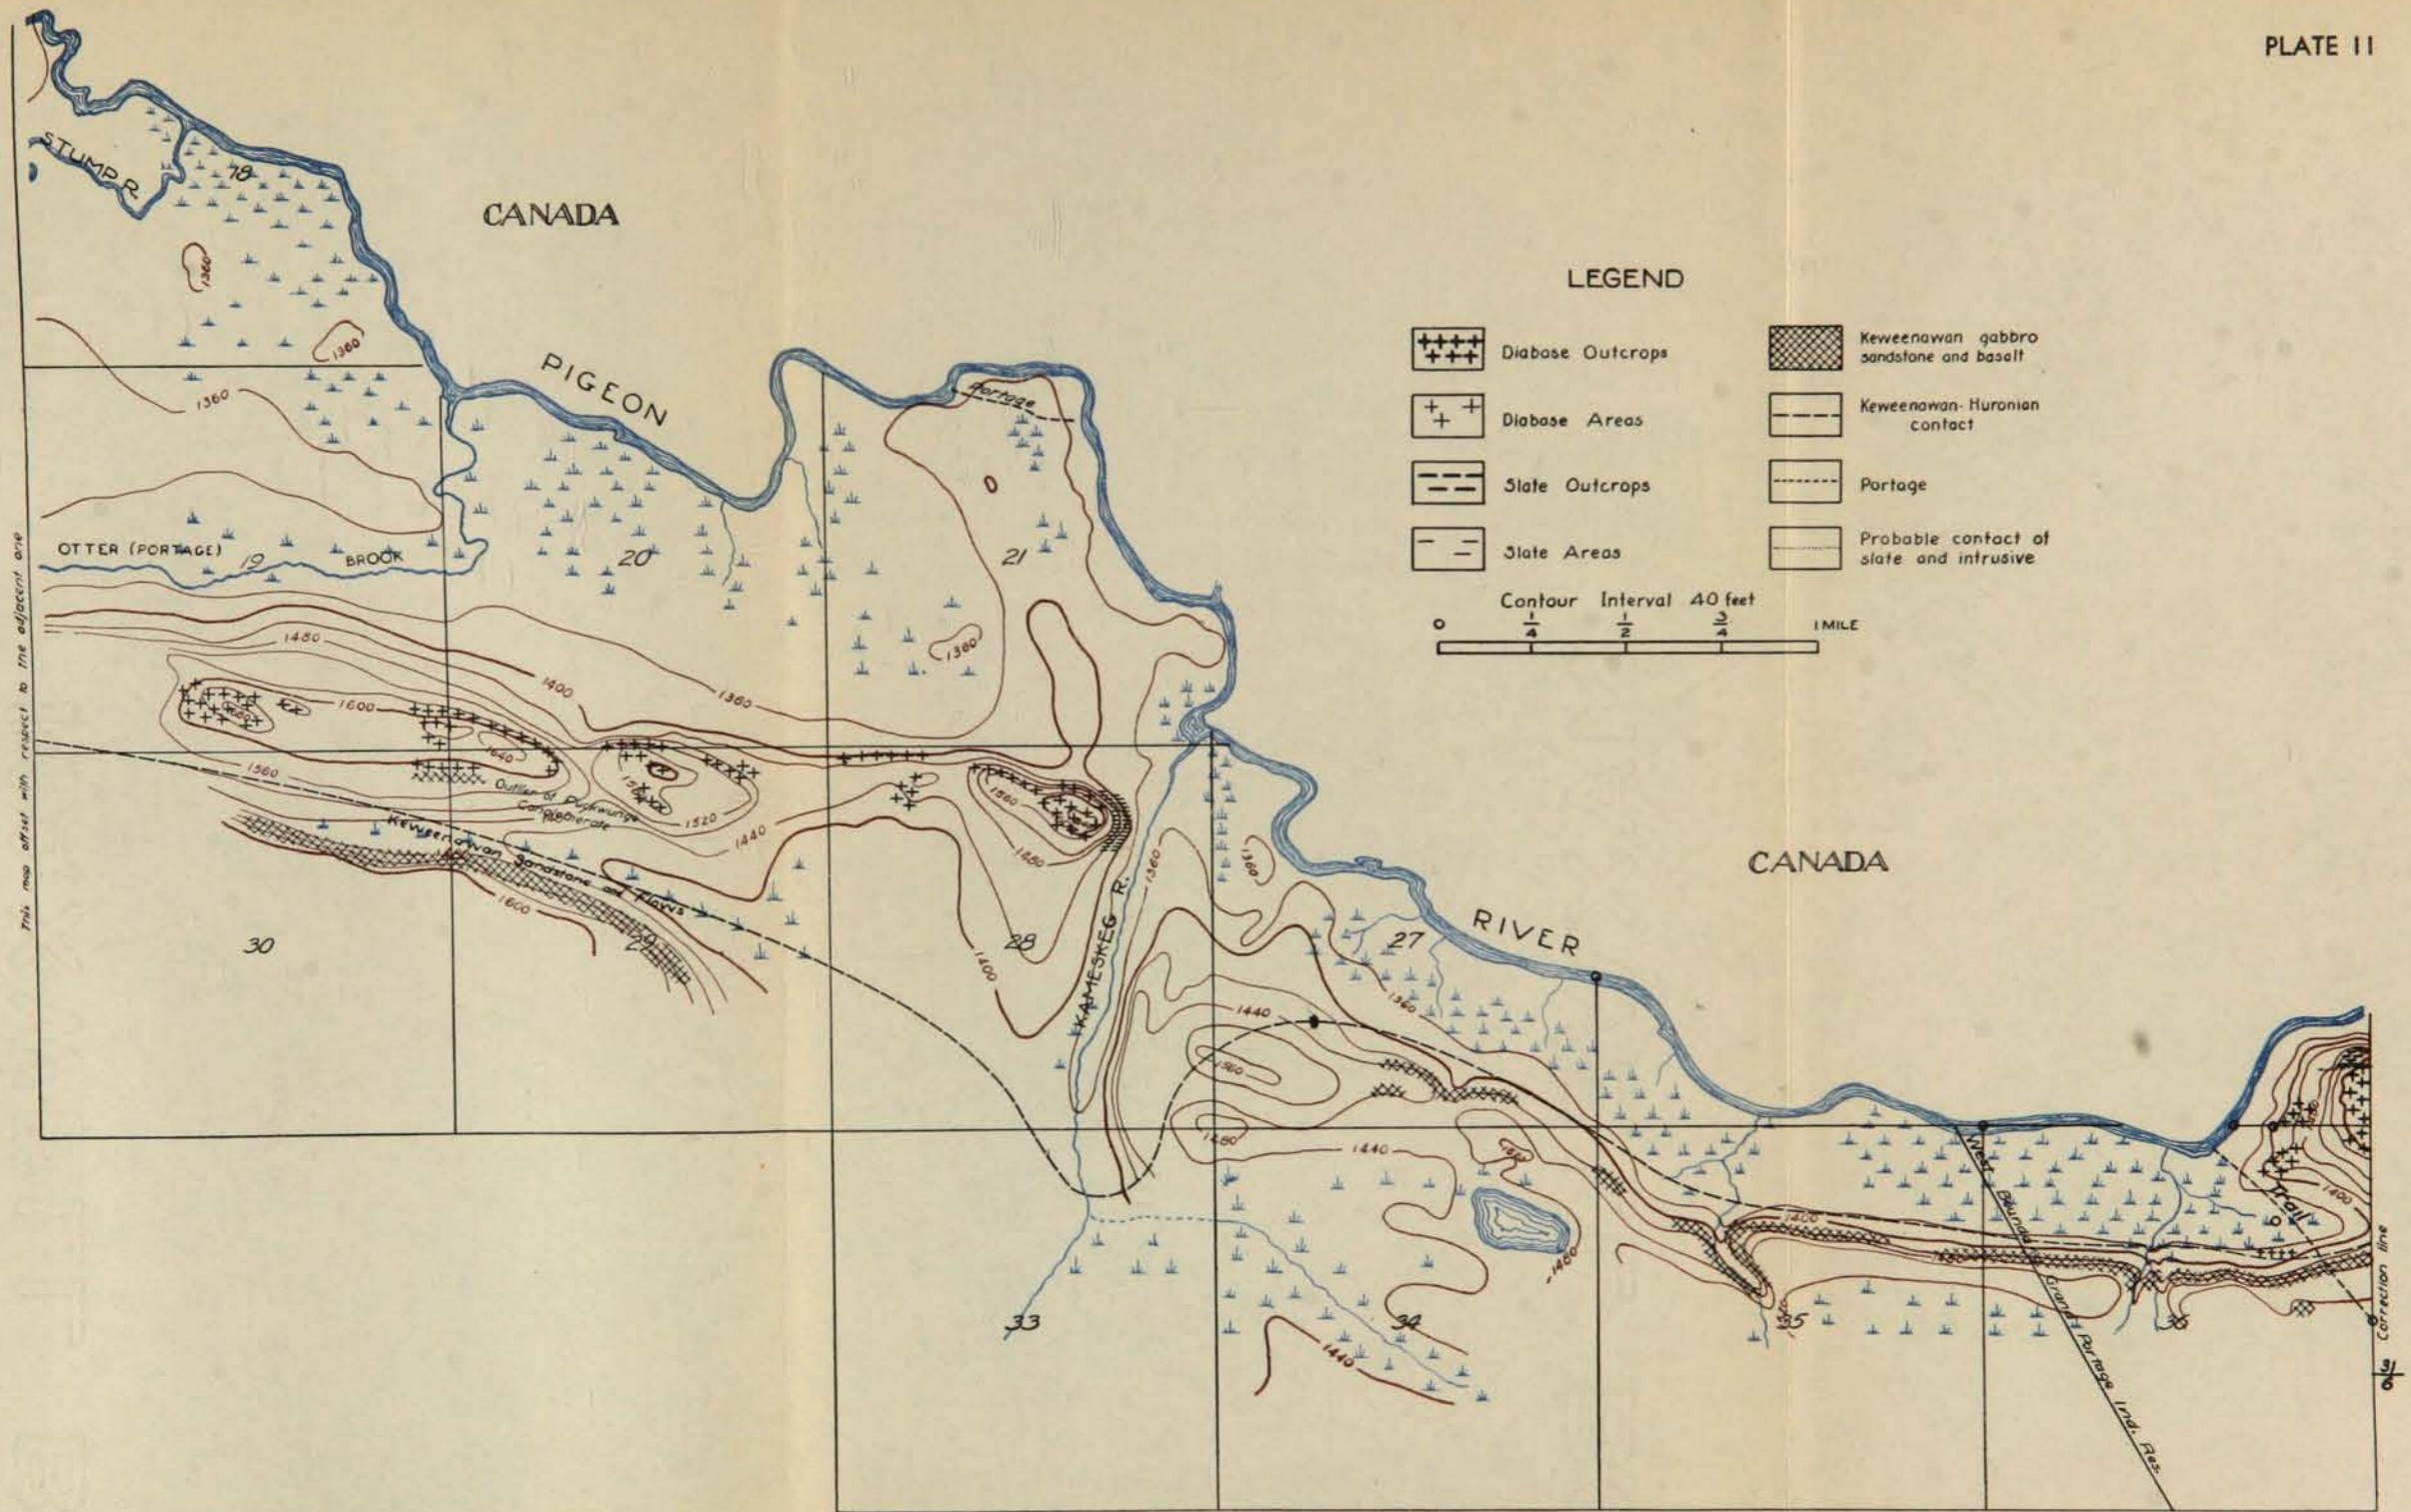 PLATE 11
STUMP R.
18
CANADA
1360
1360
1360
PIGEON
Portage
LEGEND
Diabase Outcrops
Keweenawan gabbro
sandstone and basalt
Diabase Areas
Keweenawan-Huronian
contact
Slate Outcrops
Portage
Slate Areas
Probable contact of
slate and intrusive
Contour Interval 40 feet
0 1/4 1/2 3/4 1 MILE
This map offset with respect to the adjacent one
OTTER (PORTAGE)
19
BROOK
20
21
1480
1400
1360
1360
1600
1640
1560
1520
1440
1560
1480
Outlier of Puckwunge
Conglomerate
Keweenawan Sandstone and Flows
1600
30
29
28
1400
KAMESKEG R.
1360
1360
CANADA
27
RIVER
1360
1440
1560
1480
1440
1480
1400
West Boundary Grand Portage Ind. Res.
Trail
6
1400
33
34
35
36
1440
Correction line